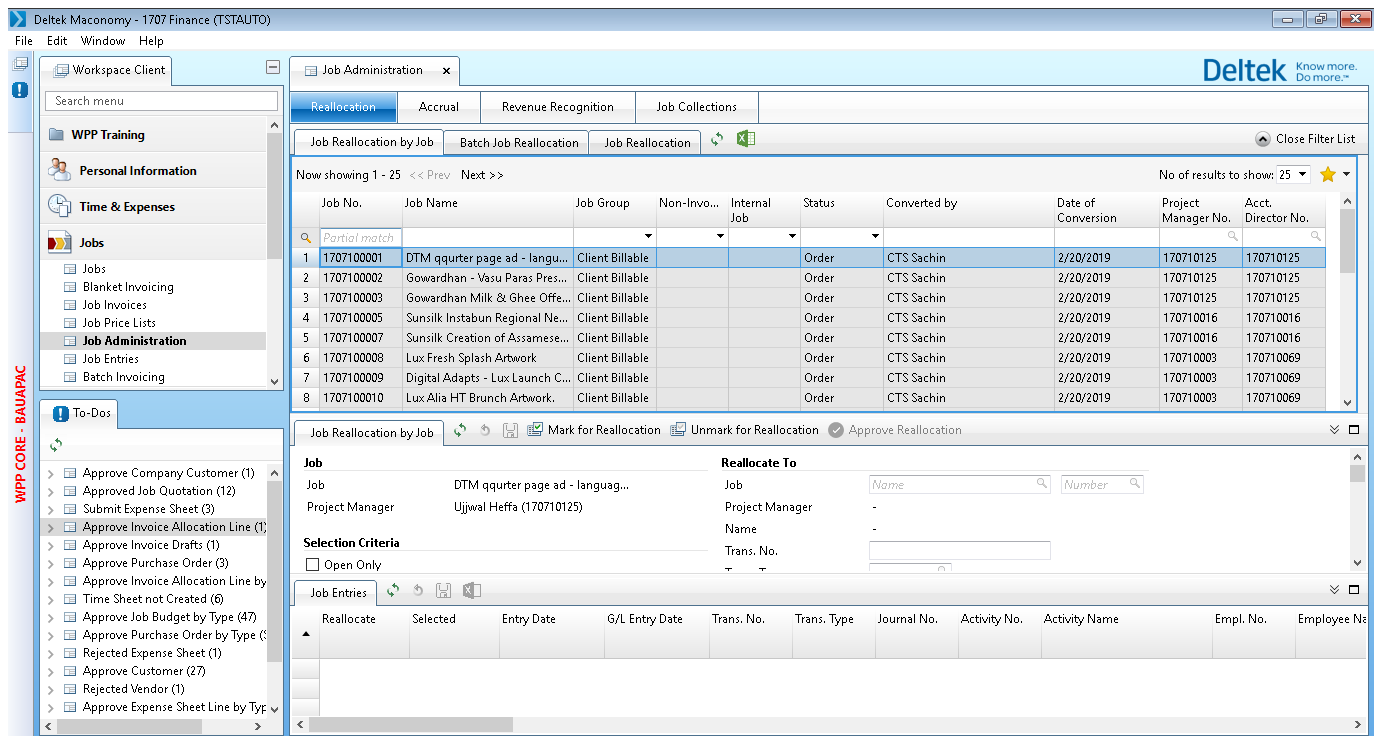 Deltek Maconomy - 1707 Finance (TSTAUTO)
File Edit Window Help
WPP CORE - BAUAPAC
Workspace Client
Search menu
WPP Training
Personal Information
Time & Expenses
Jobs
Jobs
Blanket Invoicing
Job Invoices
Job Price Lists
Job Administration
Job Entries
Batch Invoicing
To-Dos
Approve Company Customer (1)
Approved Job Quotation (12)
Submit Expense Sheet (3)
Approve Invoice Allocation Line (1)
Approve Invoice Drafts (1)
Approve Purchase Order (3)
Approve Invoice Allocation Line by
Time Sheet not Created (6)
Approve Job Budget by Type (47)
Approve Purchase Order by Type (
Rejected Expense Sheet (1)
Approve Customer (27)
Rejected Vendor (1)
Approve Expense Sheet Line by Typ
Job Administration x
Deltek Know more.
Do more.™
Reallocation Accrual Revenue Recognition Job Collections
Job Reallocation by Job Batch Job Reallocation Job Reallocation Close Filter List
Now showing 1 - 25 << Prev Next >> No of results to show: 25
Job No. Job Name Job Group Non-Invo... Internal Job Status Converted by Date of Conversion Project Manager No. Acct. Director No.
Partial match
1 1707100001 DTM qqurter page ad - langu... Client Billable Order CTS Sachin 2/20/2019 170710125 170710125
2 1707100002 Gowardhan - Vasu Paras Pres... Client Billable Order CTS Sachin 2/20/2019 170710125 170710125
3 1707100003 Gowardhan Milk & Ghee Offe... Client Billable Order CTS Sachin 2/20/2019 170710125 170710125
4 1707100005 Sunsilk Instabun Regional Ne... Client Billable Order CTS Sachin 2/20/2019 170710016 170710016
5 1707100007 Sunsilk Creation of Assamese... Client Billable Order CTS Sachin 2/20/2019 170710016 170710016
6 1707100008 Lux Fresh Splash Artwork Client Billable Order CTS Sachin 2/20/2019 170710003 170710069
7 1707100009 Digital Adapts - Lux Launch C... Client Billable Order CTS Sachin 2/20/2019 170710003 170710069
8 1707100010 Lux Alia HT Brunch Artwork. Client Billable Order CTS Sachin 2/20/2019 170710003 170710069
Job Reallocation by Job Mark for Reallocation Unmark for Reallocation Approve Reallocation
Job Reallocate To
Job DTM qqurter page ad - languag... Job Name Number
Project Manager Ujjwal Heffa (170710125) Project Manager -
Name -
Selection Criteria Trans. No.
Open Only
Job Entries
Reallocate Selected Entry Date G/L Entry Date Trans. No. Trans. Type Journal No. Activity No. Activity Name Empl. No. Employee Na